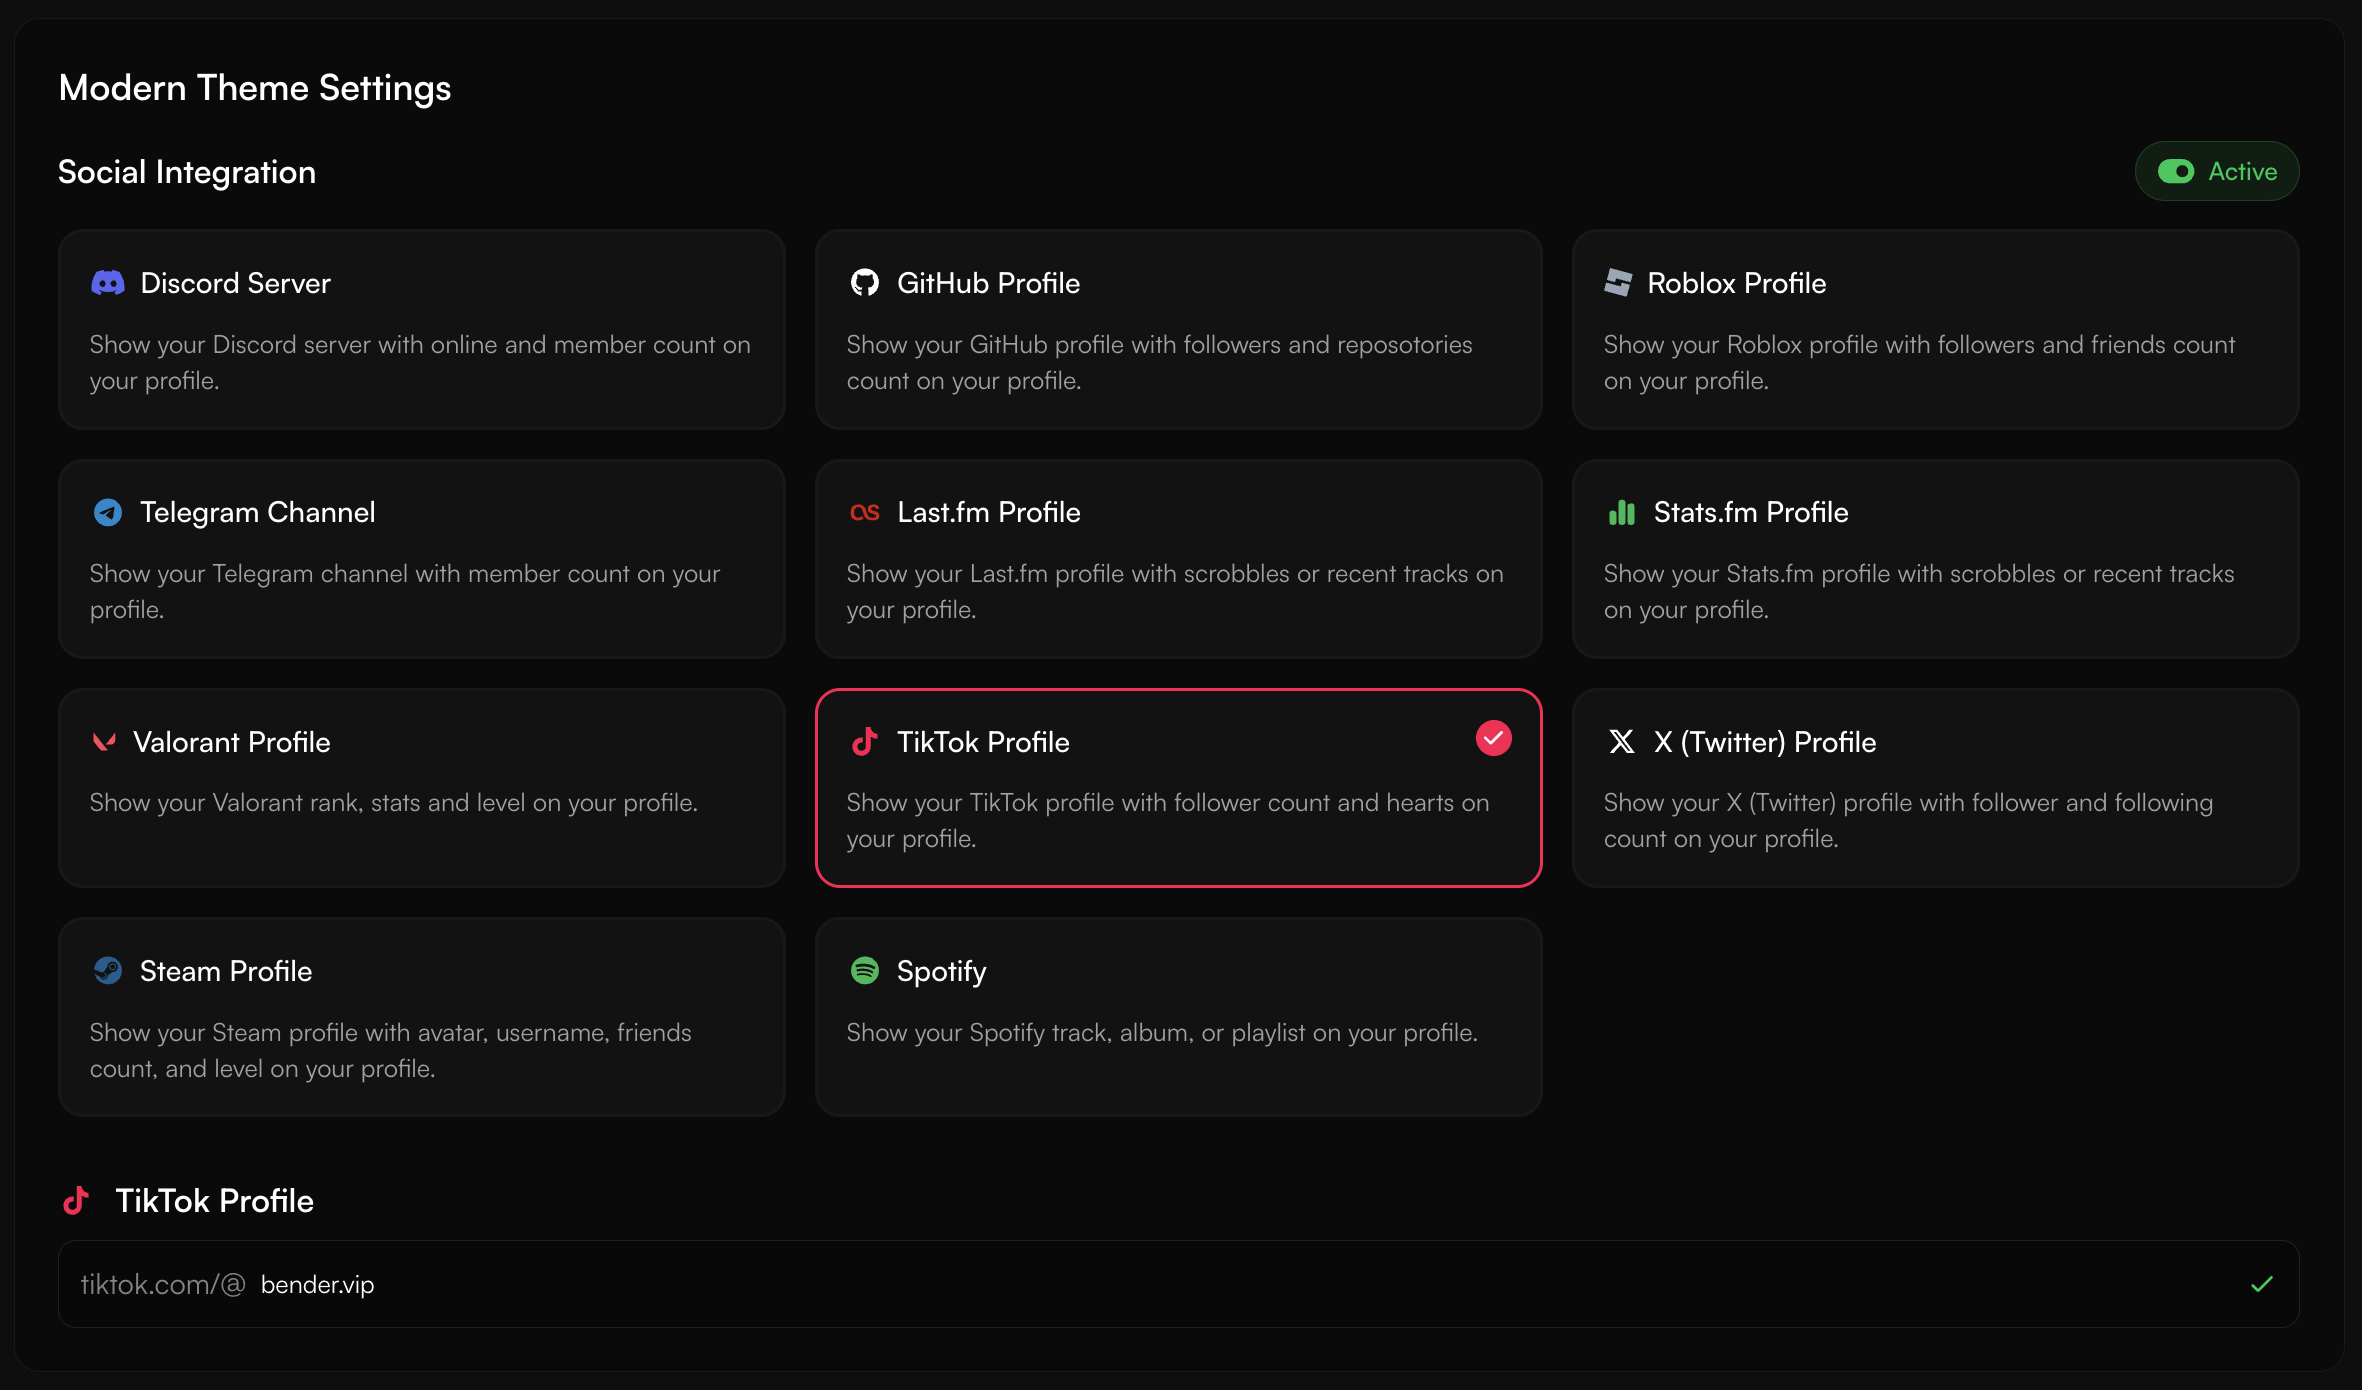 Modern Theme Settings
Social Integration
Active
Discord Server
Show your Discord server with online and member count on
your profile.
GitHub Profile
Show your GitHub profile with followers and reposotories
count on your profile.
Roblox Profile
Show your Roblox profile with followers and friends count
on your profile.
Telegram Channel
Show your Telegram channel with member count on your
profile.
Last.fm Profile
Show your Last.fm profile with scrobbles or recent tracks on
your profile.
Stats.fm Profile
Show your Stats.fm profile with scrobbles or recent tracks
on your profile.
Valorant Profile
Show your Valorant rank, stats and level on your profile.
TikTok Profile
Show your TikTok profile with follower count and hearts on
your profile.
X (Twitter) Profile
Show your X (Twitter) profile with follower and following
count on your profile.
Steam Profile
Show your Steam profile with avatar, username, friends
count, and level on your profile.
Spotify
Show your Spotify track, album, or playlist on your profile.
TikTok Profile
tiktok.com/@ bender.vip